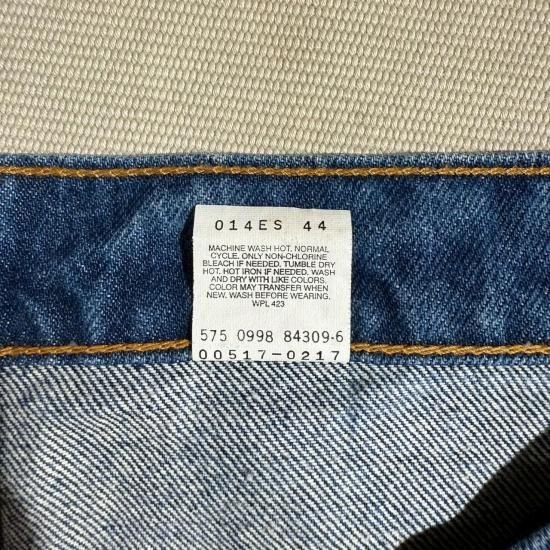 014ES 44
MACHINE WASH HOT. NORMAL
CYCLE. ONLY NON-CHLORINE
BLEACH IF NEEDED. TUMBLE DRY
HOT. HOT IRON IF NEEDED. WASH
AND DRY WITH LIKE COLORS.
COLOR MAY TRANSFER WHEN
NEW. WASH BEFORE WEARING.
WPL 423
575 0998 84309-6
00517-0217